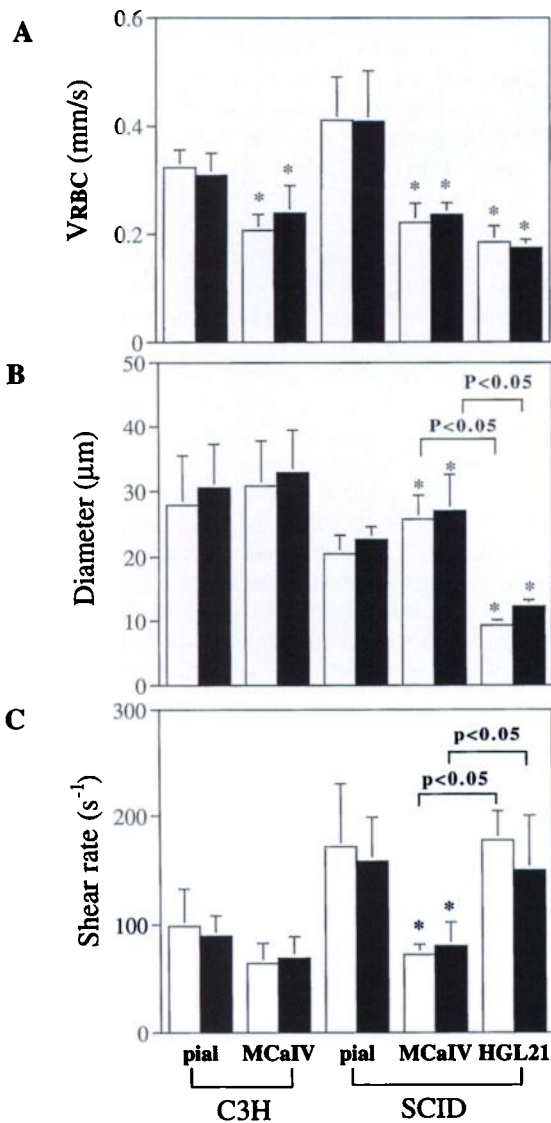 A
VRBC (mm/s)
0.6
0.4
0.2
0
* * * * * *
B
Diameter (μm)
50
40
30
20
10
0
P<0.05
P<0.05
* * * *
C
Shear rate (s-1)
300
200
100
0
p<0.05
p<0.05
* *
pial MCaIV pial MCaIV HGL21
C3H SCID